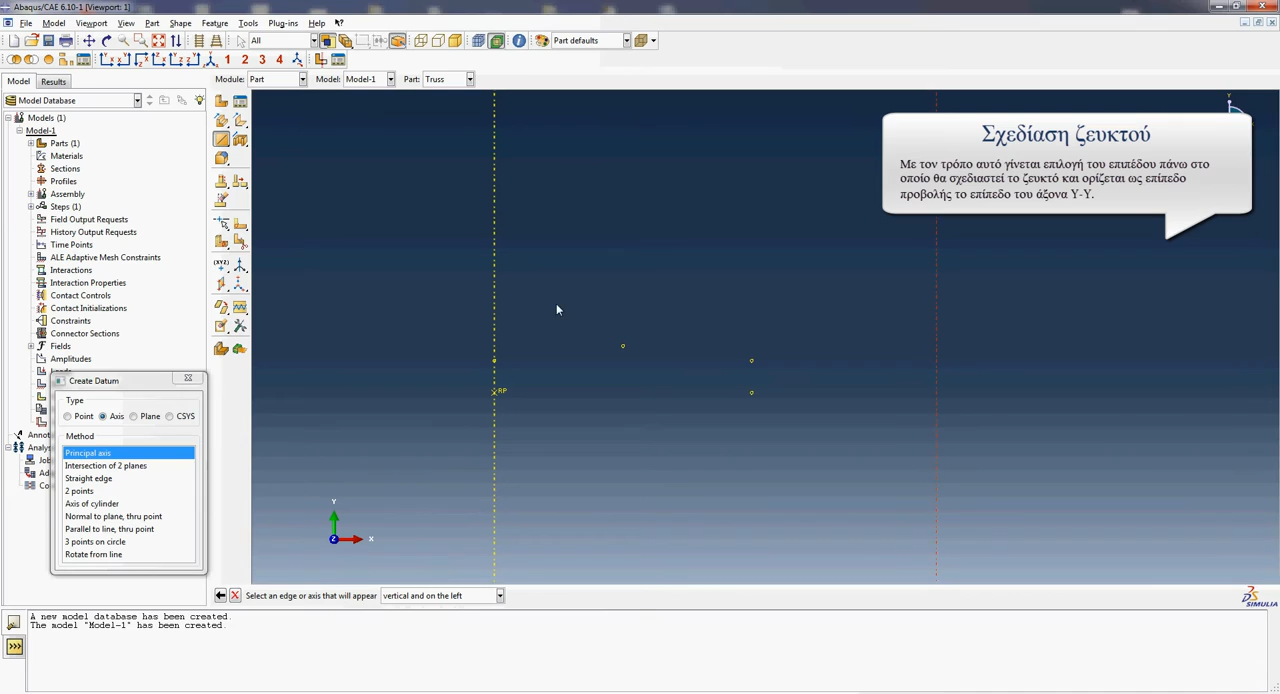 Abaqus/CAE 6.10-1 [Viewport: 1]
File Model Viewport View Part Shape Feature Tools Plug-ins Help
All
Part defaults
1 2 3 4
Model Results
Module: Part Model: Model-1 Part: Truss
Model Database
Models (1)
Model-1
Parts (1)
Materials
Sections
Profiles
Assembly
Steps (1)
Field Output Requests
History Output Requests
Time Points
ALE Adaptive Mesh Constraints
Interactions
Interaction Properties
Contact Controls
Contact Initializations
Constraints
Connector Sections
Fields
Amplitudes
Create Datum
Type
Point Axis Plane CSYS
Method
Principal axis
Intersection of 2 planes
Straight edge
2 points
Axis of cylinder
Normal to plane, thru point
Parallel to line, thru point
3 points on circle
Rotate from line
Y
Σχεδίαση ζευκτού
Με τον τρόπο αυτό γίνεται επιλογή του επιπέδου πάνω στο
οποίο θα σχεδιαστεί το ζευκτό και ορίζεται ως επίπεδο
προβολής το επίπεδο του άξονα Υ-Υ.
RP
Y
Z
X
Select an edge or axis that will appear vertical and on the left
SIMULIA
A new model database has been created.
The model "Model-1" has been created.
>>>